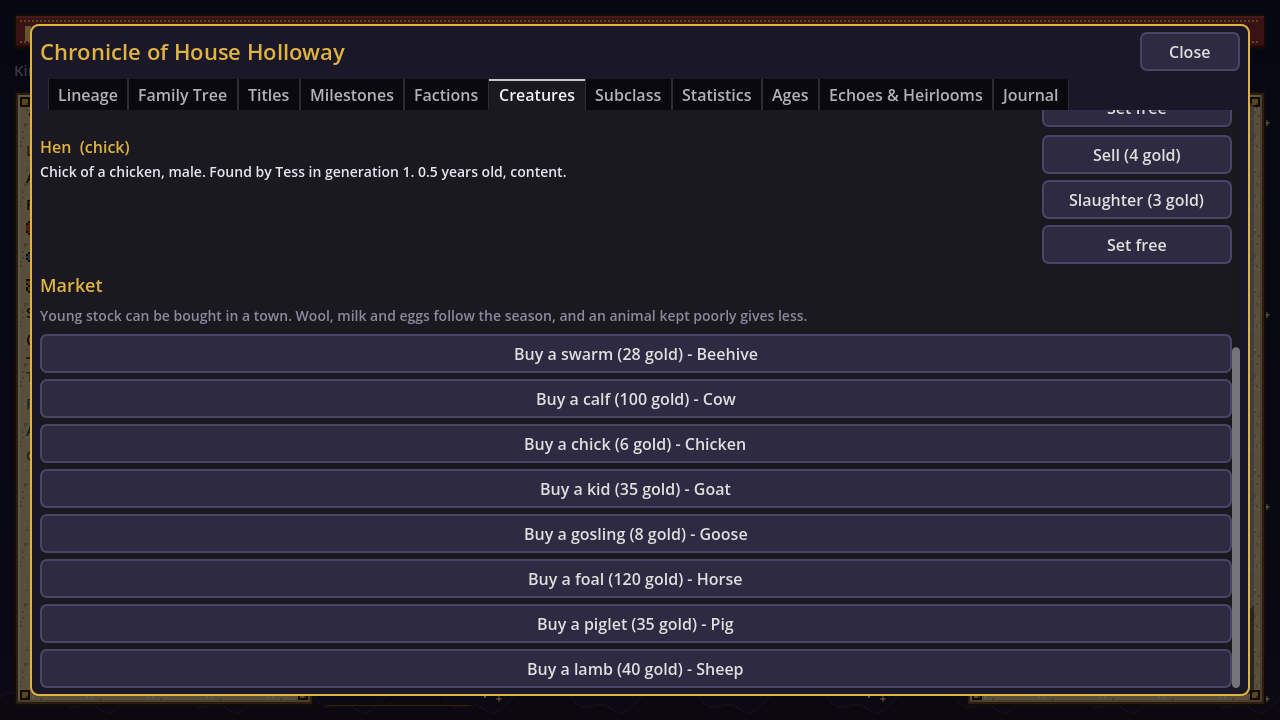 Chronicle of House Holloway
Close
Lineage
Family Tree
Titles
Milestones
Factions
Creatures
Subclass
Statistics
Ages
Echoes & Heirlooms
Journal
Set free
Hen (chick)
Chick of a chicken, male. Found by Tess in generation 1. 0.5 years old, content.
Sell (4 gold)
Slaughter (3 gold)
Set free
Market
Young stock can be bought in a town. Wool, milk and eggs follow the season, and an animal kept poorly gives less.
Buy a swarm (28 gold) - Beehive
Buy a calf (100 gold) - Cow
Buy a chick (6 gold) - Chicken
Buy a kid (35 gold) - Goat
Buy a gosling (8 gold) - Goose
Buy a foal (120 gold) - Horse
Buy a piglet (35 gold) - Pig
Buy a lamb (40 gold) - Sheep